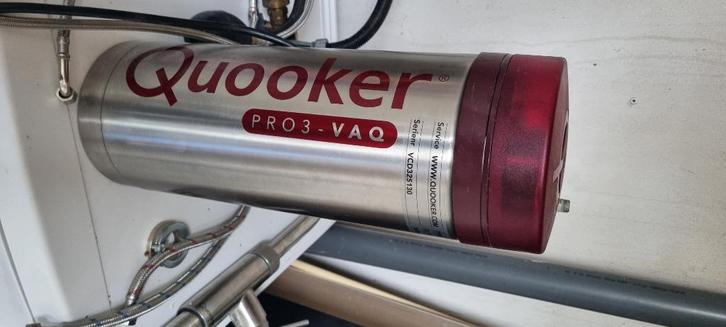 Quooker®
PRO3-VAQ
Service WWW.QUOOKER.COM
Serienr VCD325130